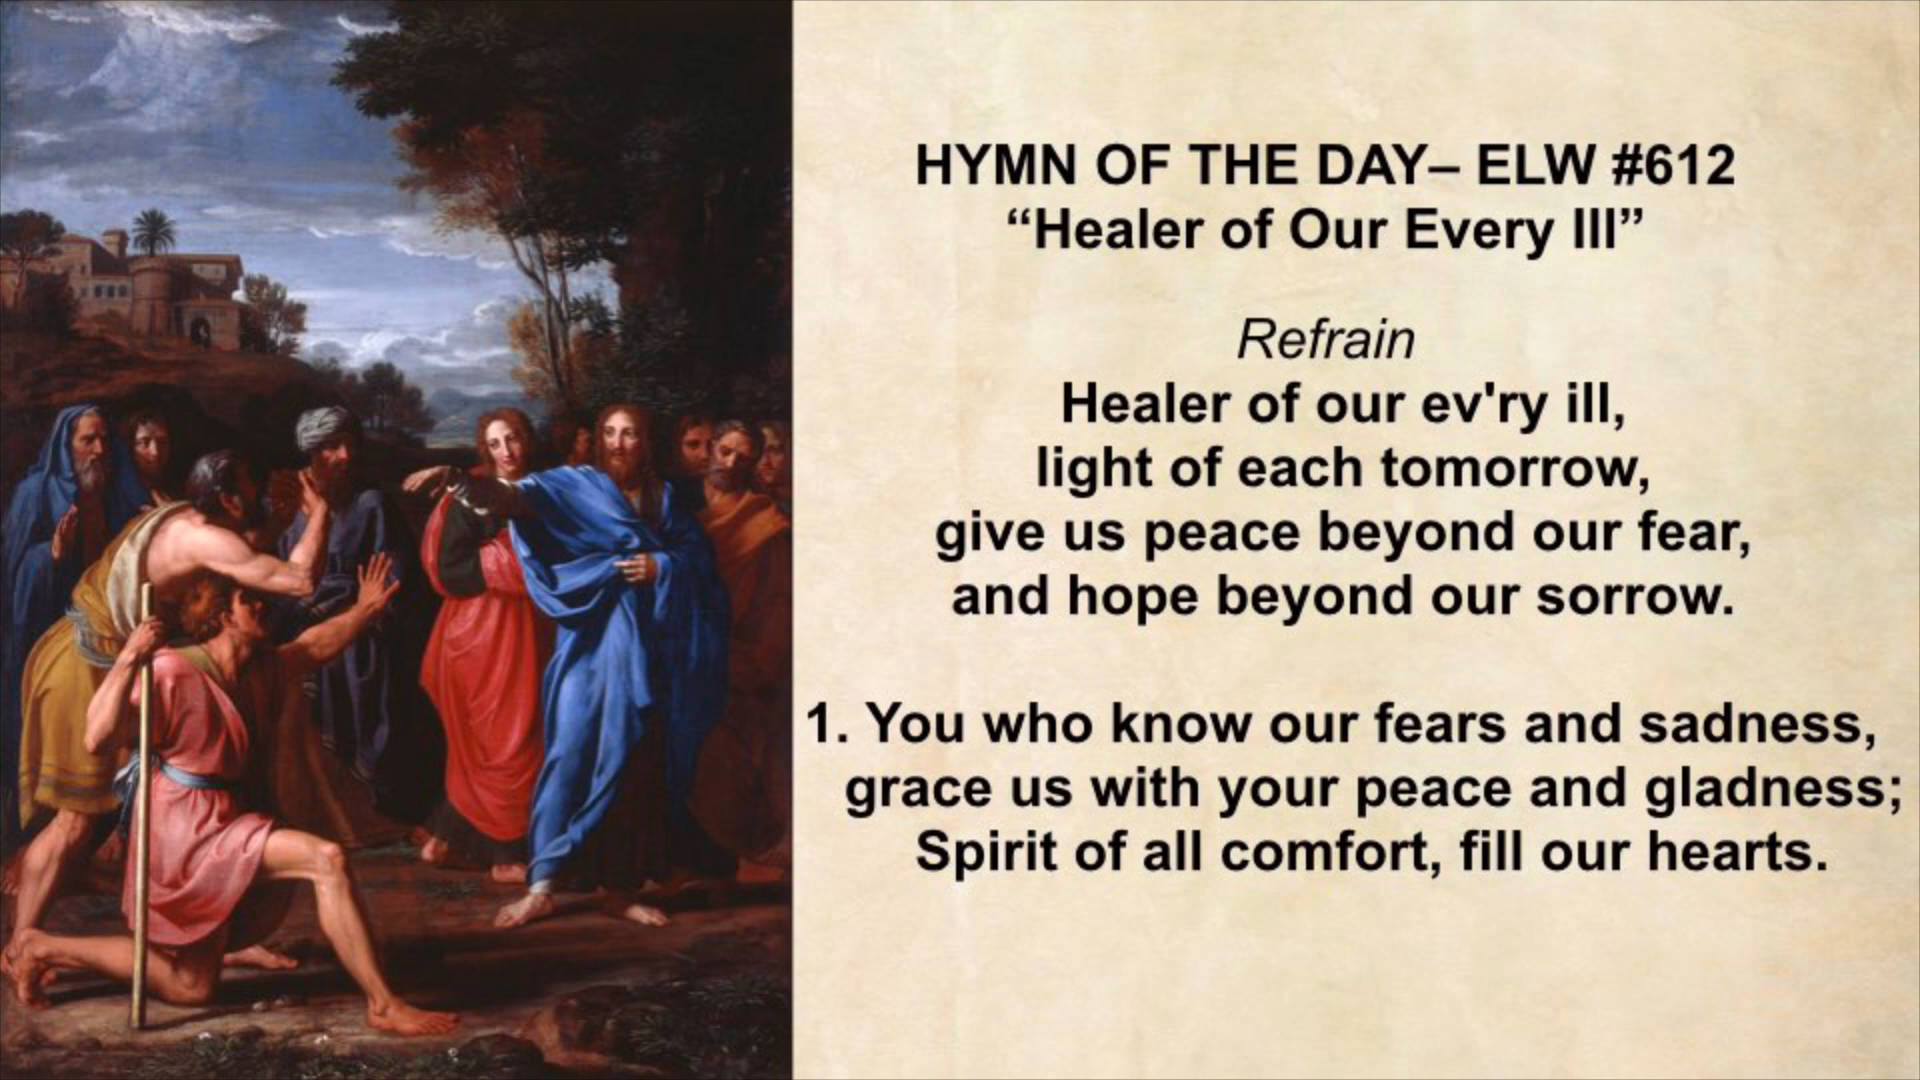 HYMN OF THE DAY– ELW #612
“Healer of Our Every Ill”
Refrain
Healer of our ev'ry ill,
light of each tomorrow,
give us peace beyond our fear,
and hope beyond our sorrow.
1. You who know our fears and sadness,
grace us with your peace and gladness;
Spirit of all comfort, fill our hearts.